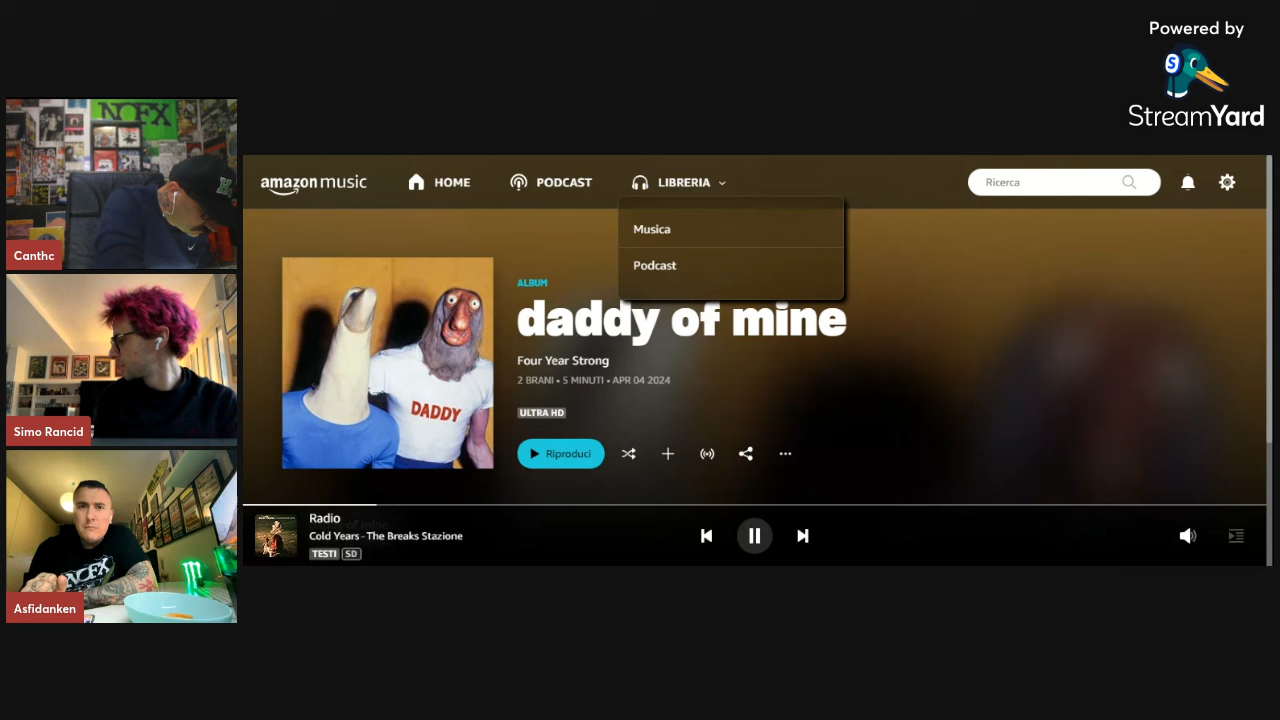 Powered by
StreamYard
NOFX
Canthc
Simo Rancid
NOFX
Asfidanken
amazon music
HOME
PODCAST
LIBRERIA
Ricerca
Musica
Podcast
ALBUM
daddy of mine
Four Year Strong
2 BRANI • 5 MINUTI • APR 04 2024
ULTRA HD
DADDY
Riproduci
Radio
Cold Years - The Breaks Stazione
TESTI SD